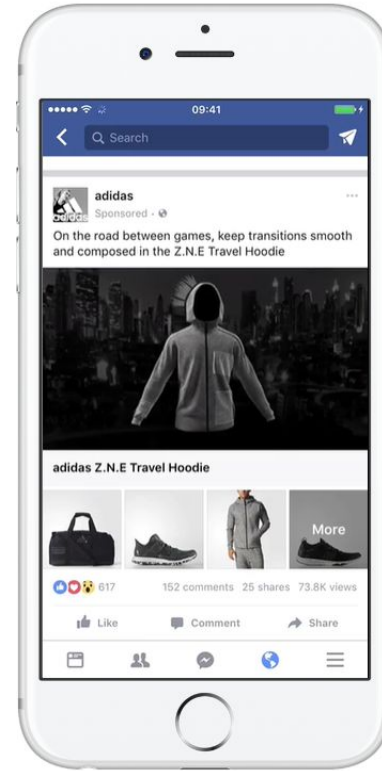 09:41
Search
adidas
Sponsored ·
On the road between games, keep transitions smooth
and composed in the Z.N.E Travel Hoodie
adidas Z.N.E Travel Hoodie
More
617
152 comments 25 shares 73.8K views
Like
Comment
Share